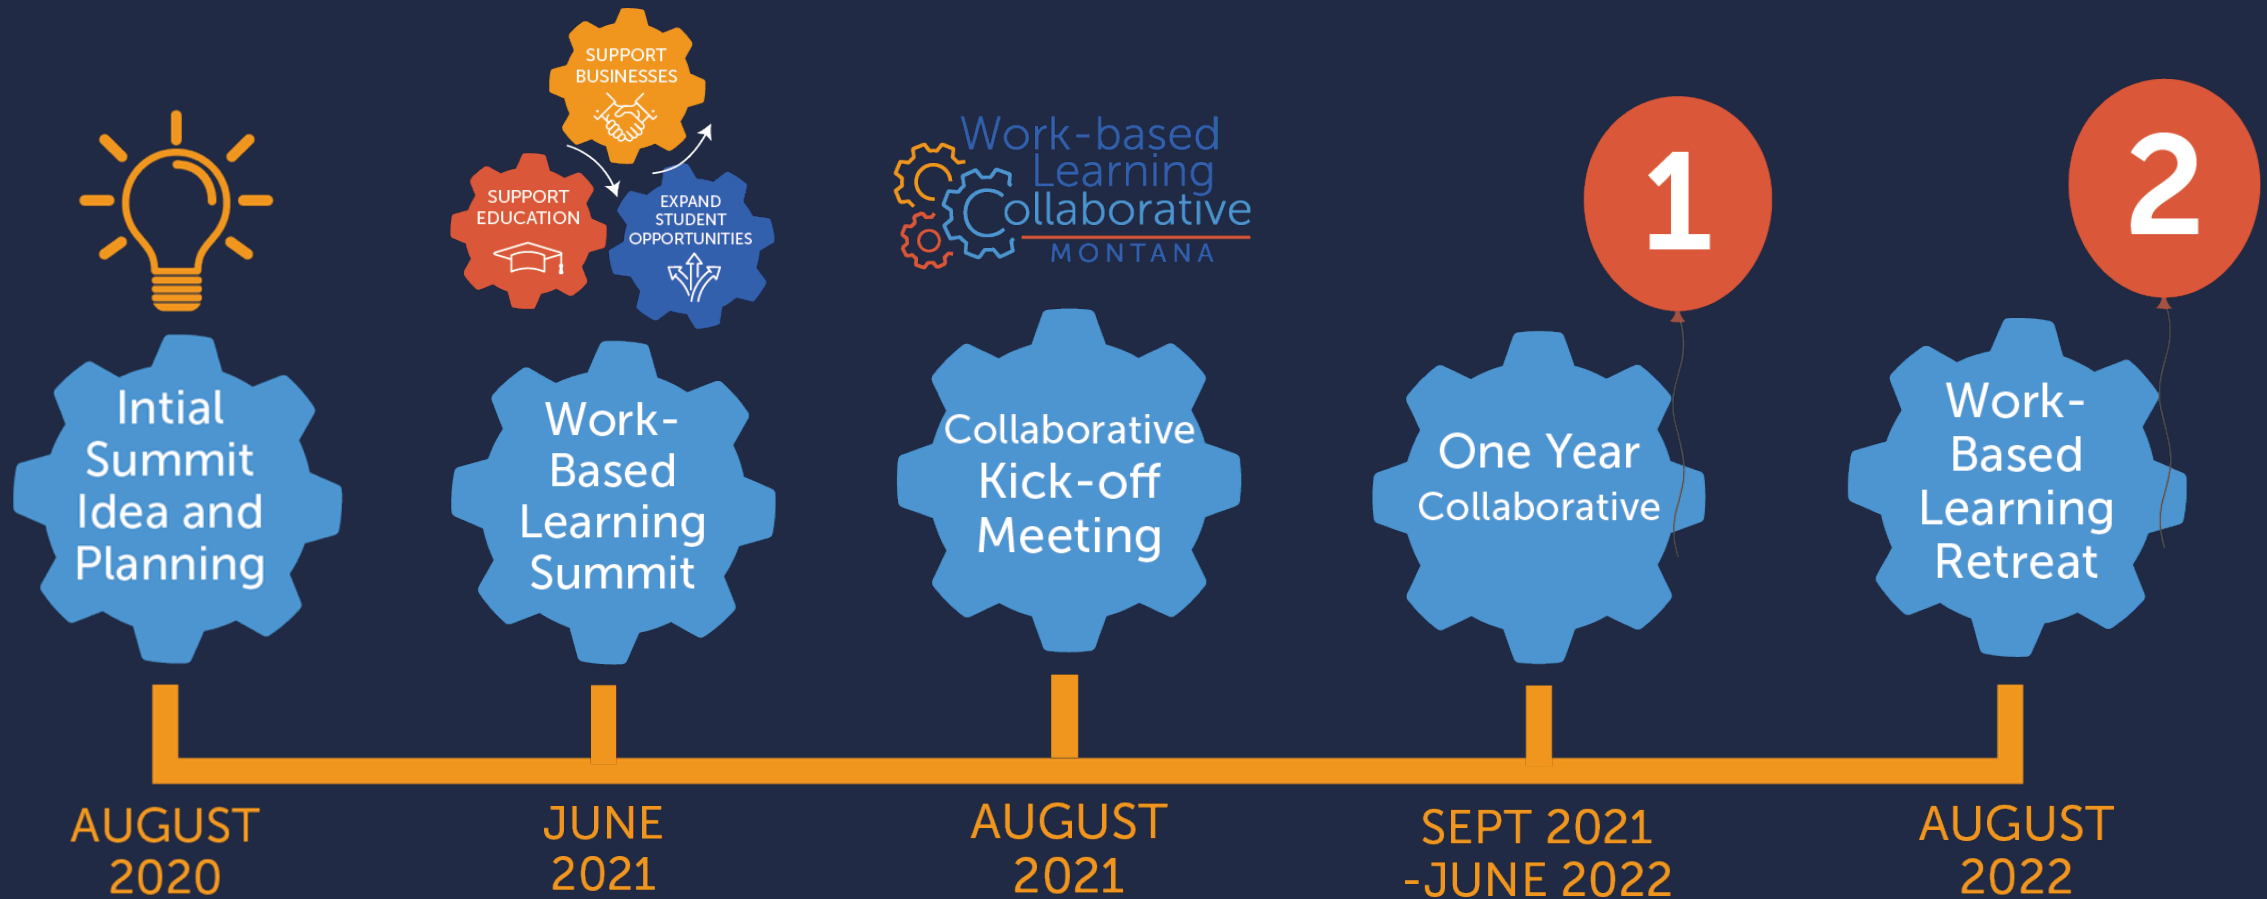 SUPPORT
BUSINESSES
SUPPORT
EDUCATION
EXPAND
STUDENT
OPPORTUNITIES
Work-based
Learning
Collaborative
MONTANA
1
2
Intial
Summit
Idea and
Planning
Work-
Based
Learning
Summit
Collaborative
Kick-off
Meeting
One Year
Collaborative
Work-
Based
Learning
Retreat
AUGUST
2020
JUNE
2021
AUGUST
2021
SEPT 2021
-JUNE 2022
AUGUST
2022